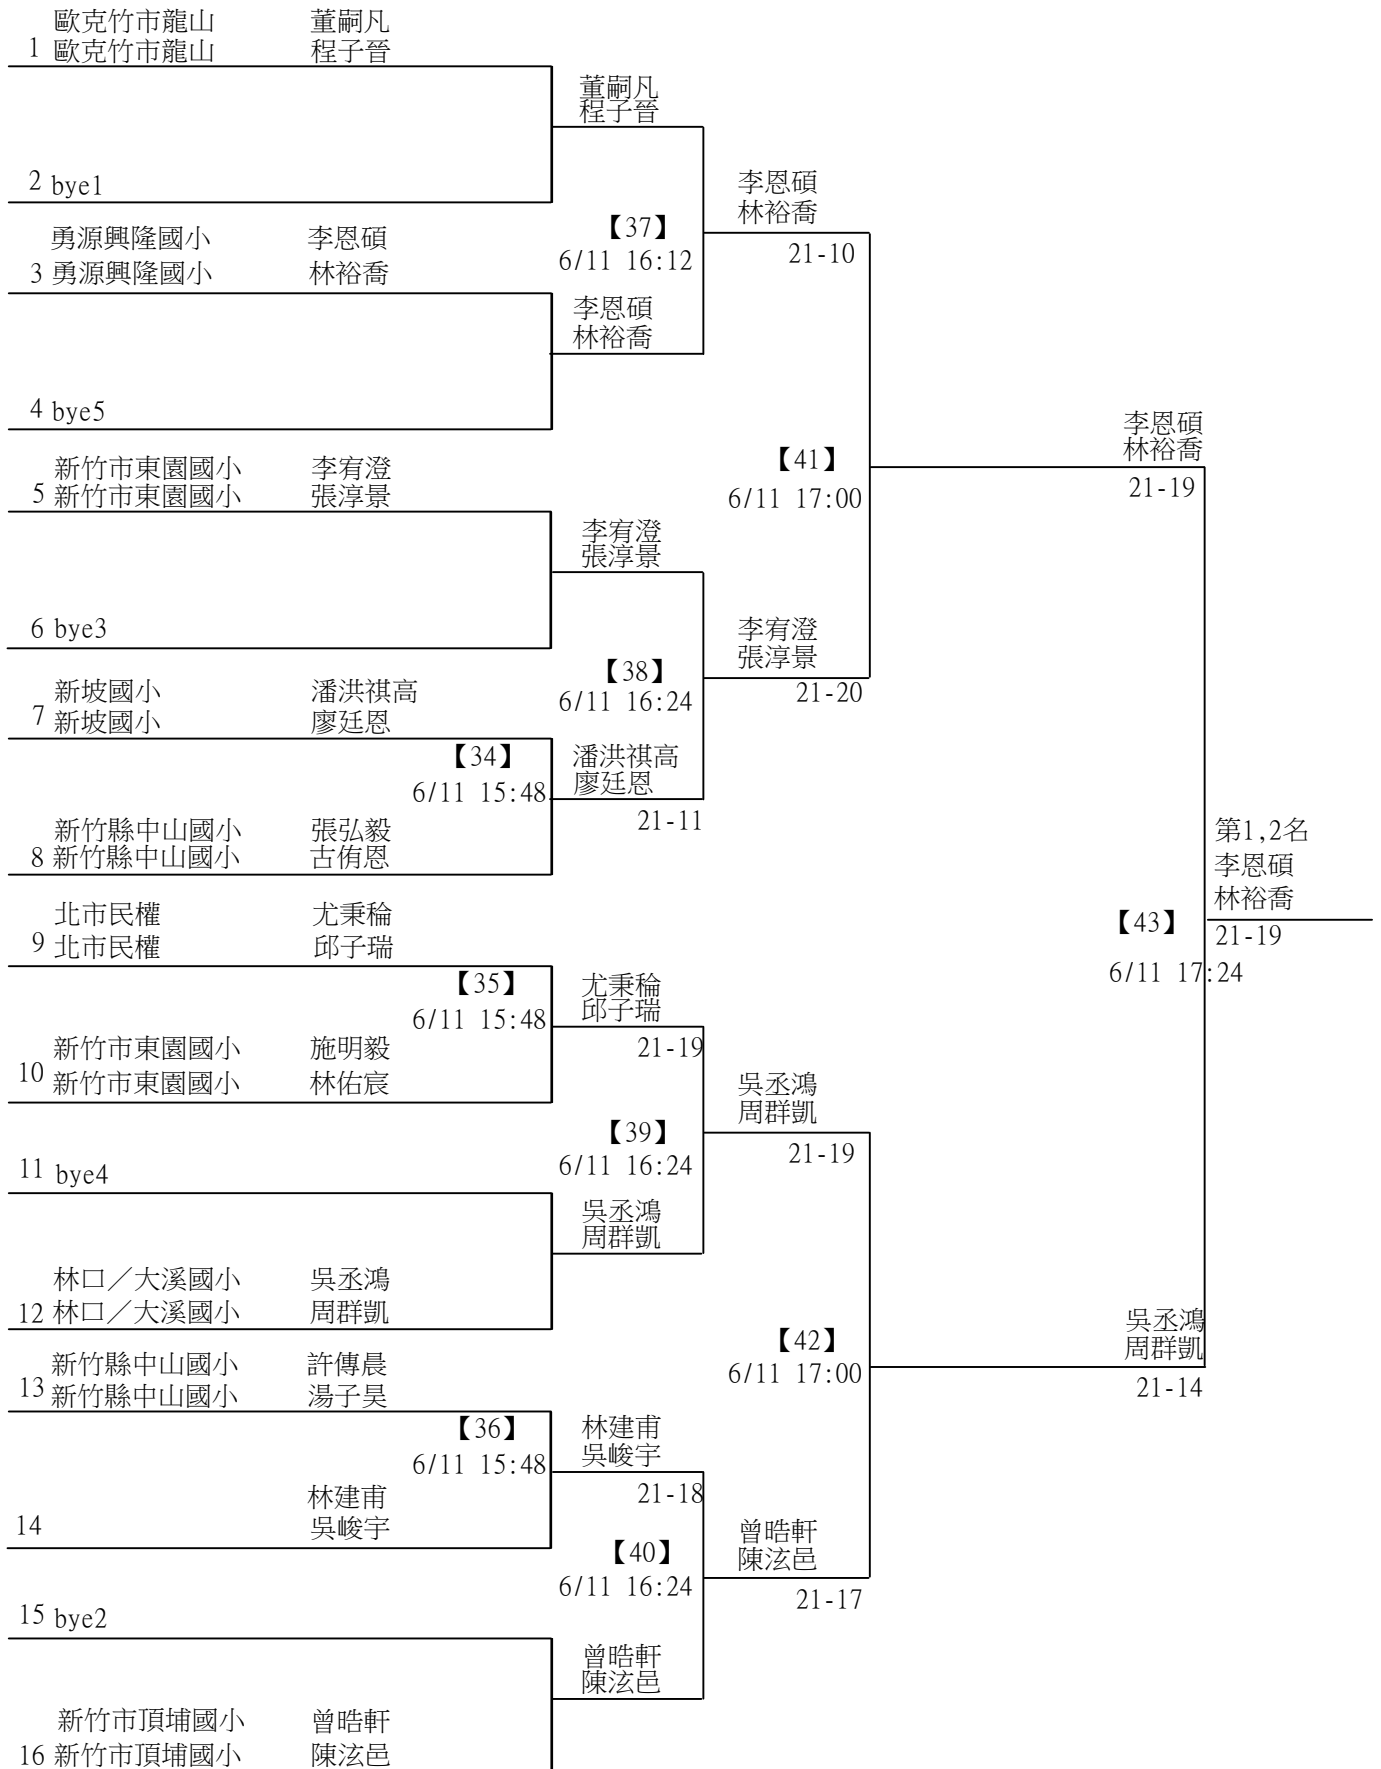 歐克竹市龍山 董嗣凡
1 歐克竹市龍山 程子晉
董嗣凡
程子晉
2 bye1
李恩碩
林裕喬
勇源興隆國小 李恩碩
【37】
21-10
6/11 16:12
3 勇源興隆國小 林裕喬
李恩碩
林裕喬
4 bye5
李恩碩
林裕喬
新竹市東園國小 李宥澄
【41】
5 新竹市東園國小 張淳景
6/11 17:00
21-19
李宥澄
張淳景
6 bye3
李宥澄
張淳景
【38】
新坡國小 潘洪祺高
6/11 16:24
21-20
7 新坡國小 廖廷恩
【34】
潘洪祺高
廖廷恩
6/11 15:48
21-11
新竹縣中山國小 張弘毅
8 新竹縣中山國小 古侑恩
第1,2名
李恩碩
林裕喬
北市民權 尤秉稐
【43】
21-19
9 北市民權 邱子瑞
6/11 17:24
【35】
尤秉稐
邱子瑞
6/11 15:48
21-19
新竹市東園國小 施明毅
10 新竹市東園國小 林佑宸
吳丞鴻
周群凱
【39】
21-19
6/11 16:24
11 bye4
吳丞鴻
周群凱
林口／大溪國小 吳丞鴻
12 林口／大溪國小 周群凱
吳丞鴻
周群凱
【42】
新竹縣中山國小 許傳晨
6/11 17:00
21-14
13 新竹縣中山國小 湯子昊
【36】
林建甫
吳峻宇
6/11 15:48
21-18
林建甫
14 吳峻宇
曾晧軒
陳泫邑
【40】
6/11 16:24
21-17
15 bye2
曾晧軒
陳泫邑
新竹市頂埔國小 曾晧軒
16 新竹市頂埔國小 陳泫邑